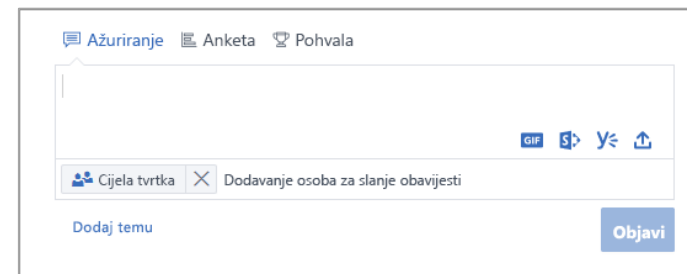 Ažuriranje Anketa Pohvala
GIF
Cijela tvrtka Dodavanje osoba za slanje obavijesti
Dodaj temu Objavi